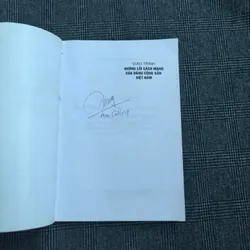 GIÁO TRÌNH
ĐƯỜNG LỐI CÁCH MẠNG
CỦA ĐẢNG CỘNG SẢN
VIỆT NAM